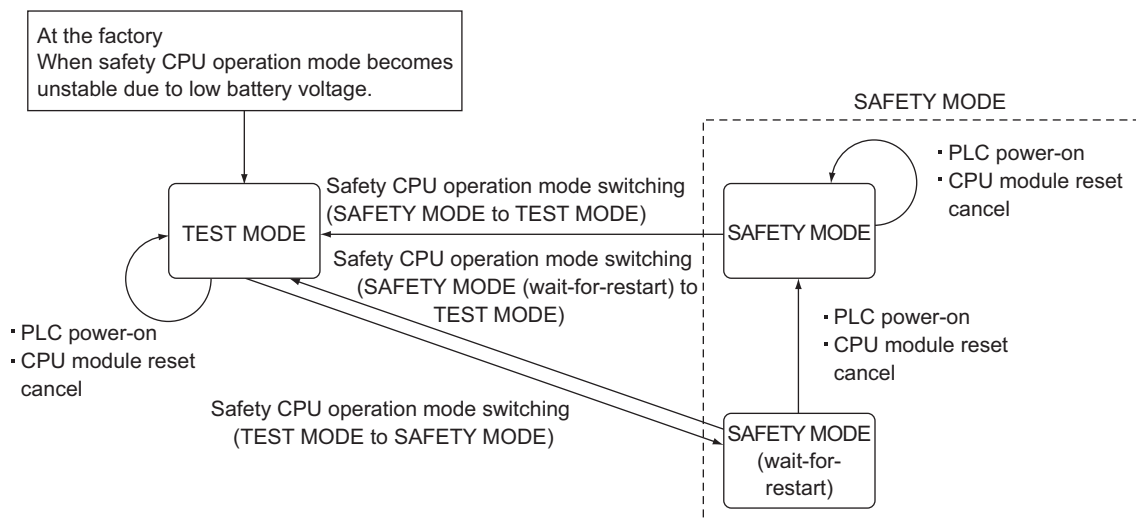 At the factory
When safety CPU operation mode becomes
unstable due to low battery voltage.
SAFETY MODE
▪ PLC power-on
▪ CPU module reset
cancel
Safety CPU operation mode switching
(SAFETY MODE to TEST MODE)
TEST MODE
SAFETY MODE
Safety CPU operation mode switching
(SAFETY MODE (wait-for-restart) to
TEST MODE)
▪ PLC power-on
▪ CPU module reset
cancel
▪ PLC power-on
▪ CPU module reset
cancel
Safety CPU operation mode switching
(TEST MODE to SAFETY MODE)
SAFETY MODE
(wait-for-
restart)